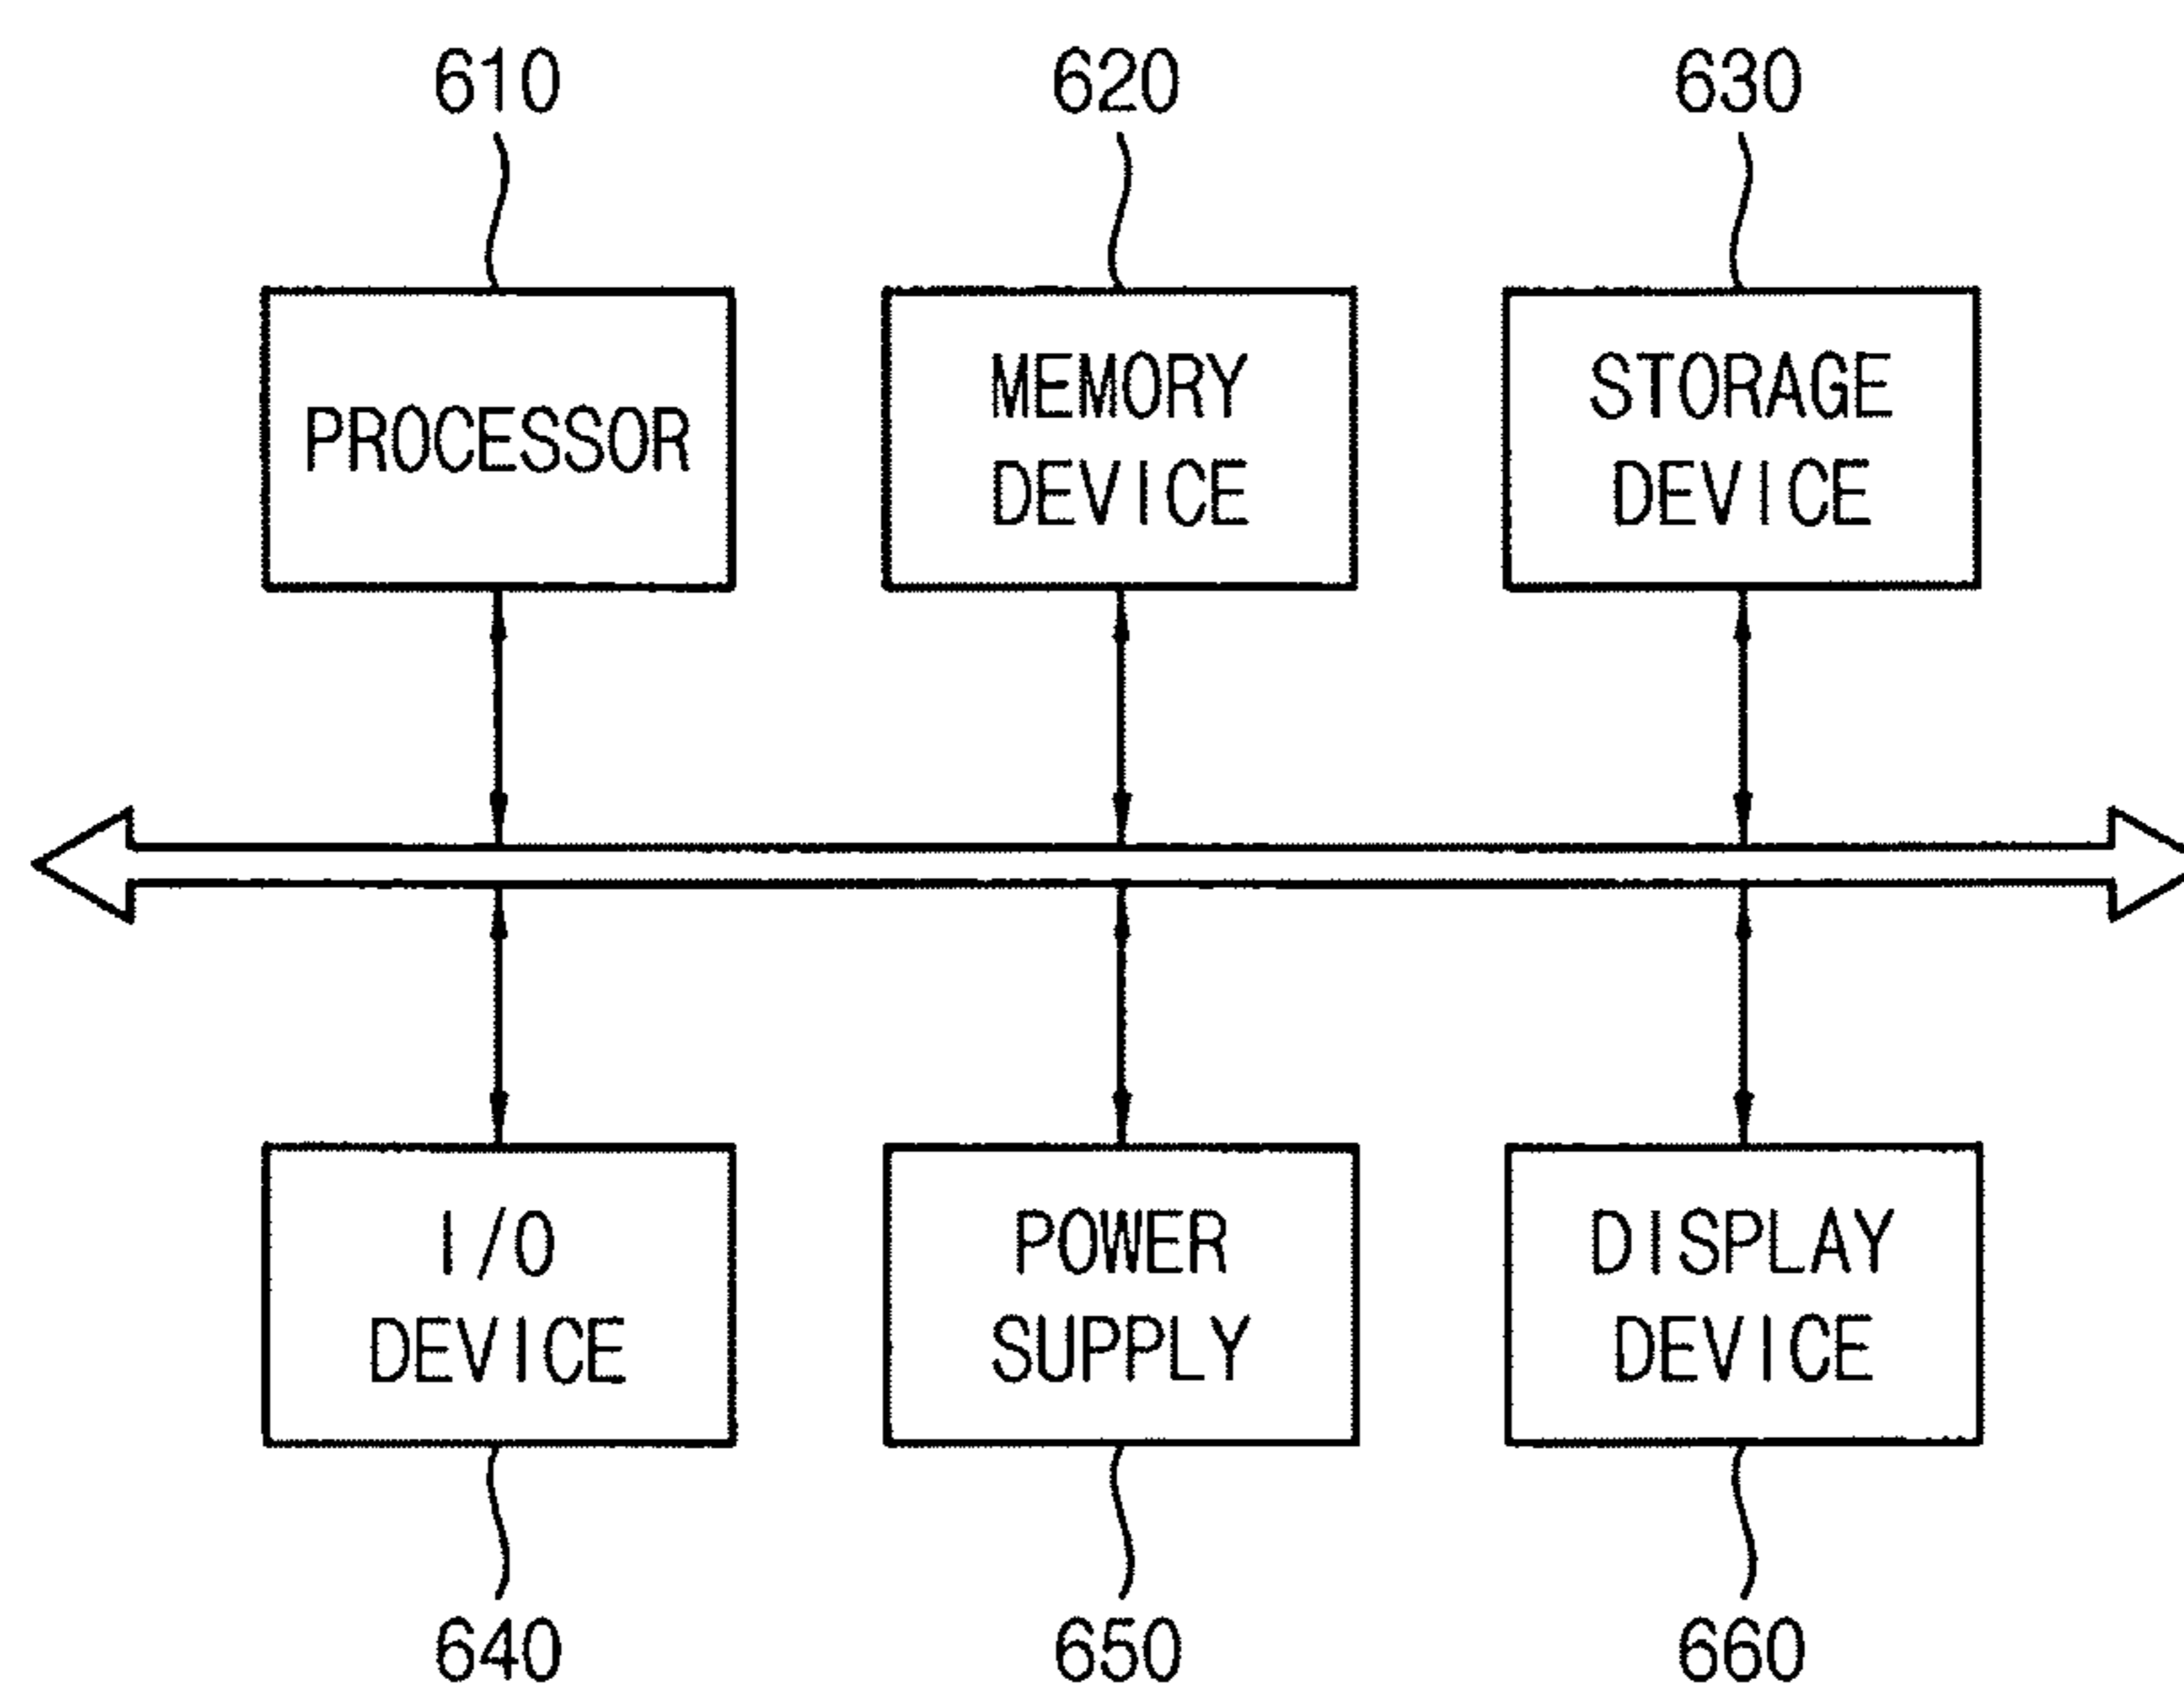 610
620
630
PROCESSOR
MEMORY
DEVICE
STORAGE
DEVICE
I/O
DEVICE
POWER
SUPPLY
DISPLAY
DEVICE
640
650
660